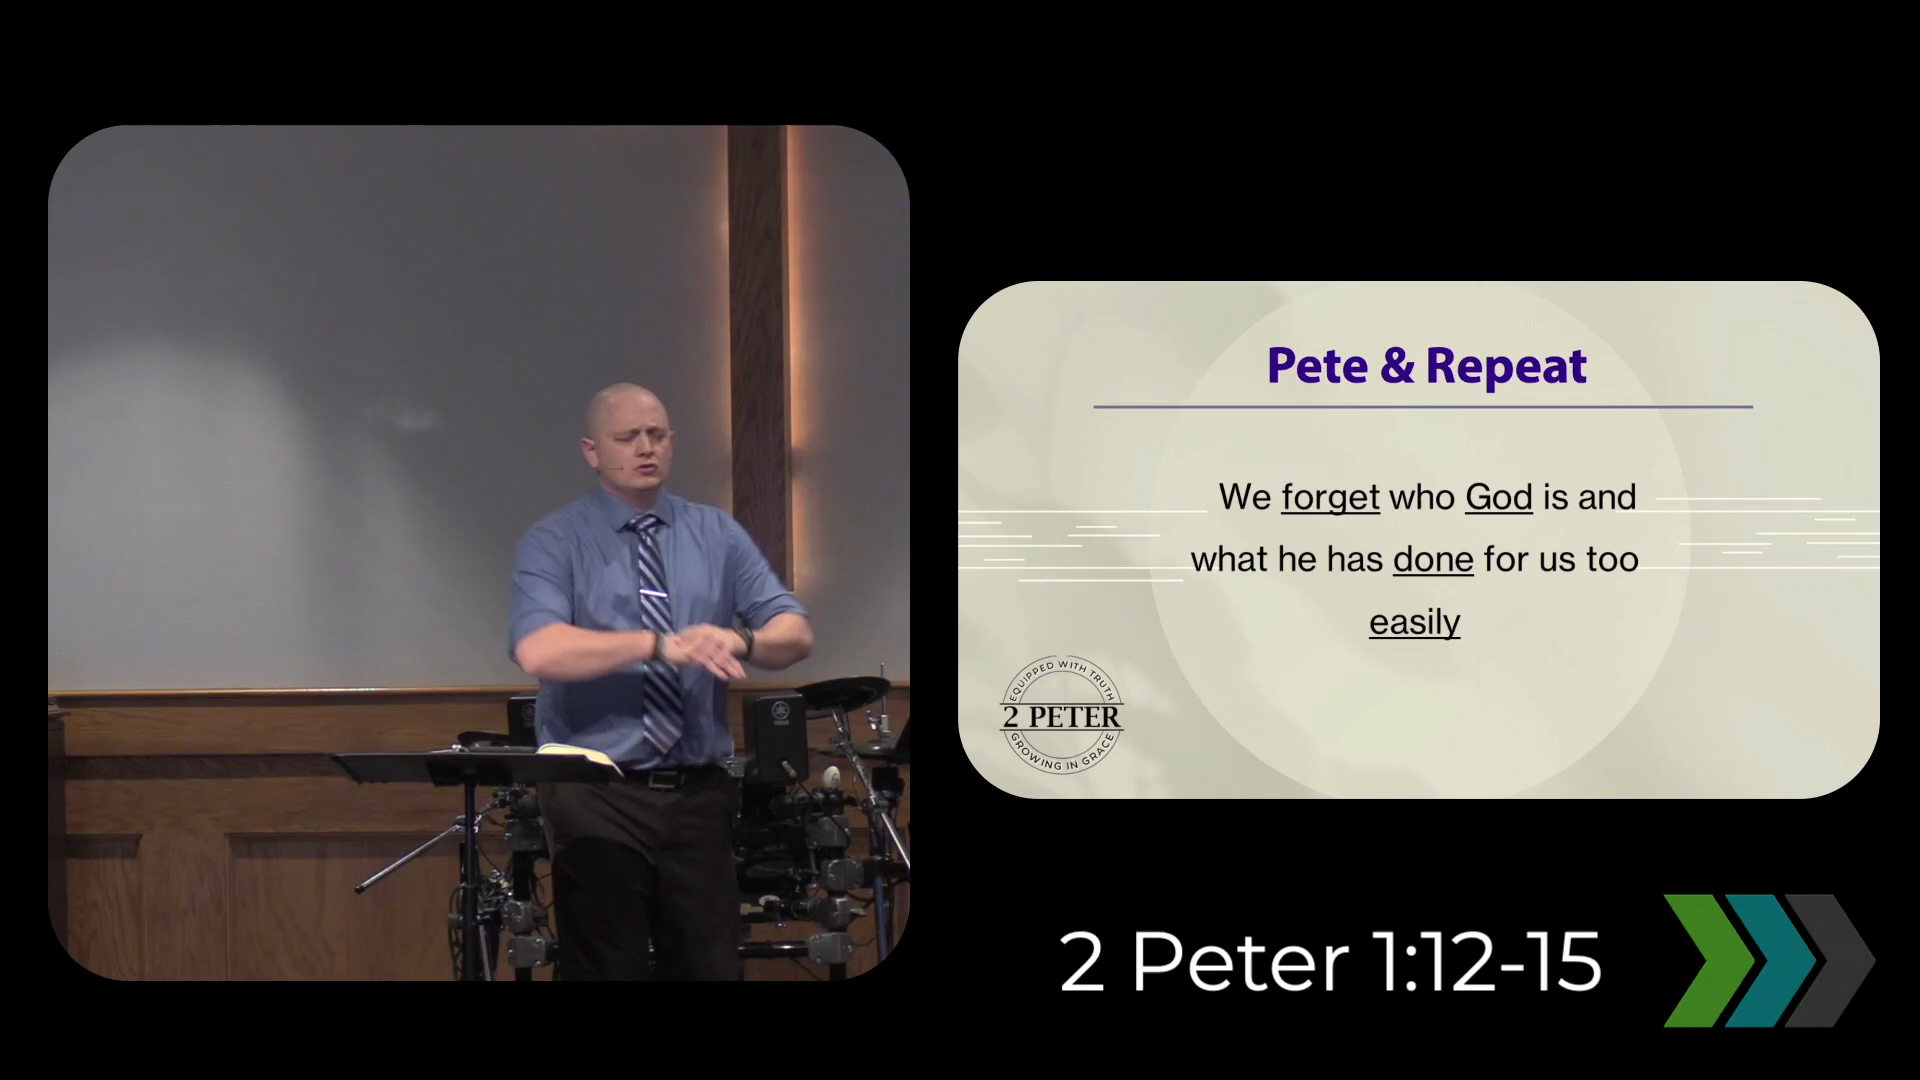 Pete & Repeat
We forget who God is and
what he has done for us too
easily
EQUIPPED WITH TRUTH
2 PETER
GROWING IN GRACE
2 Peter 1:12-15